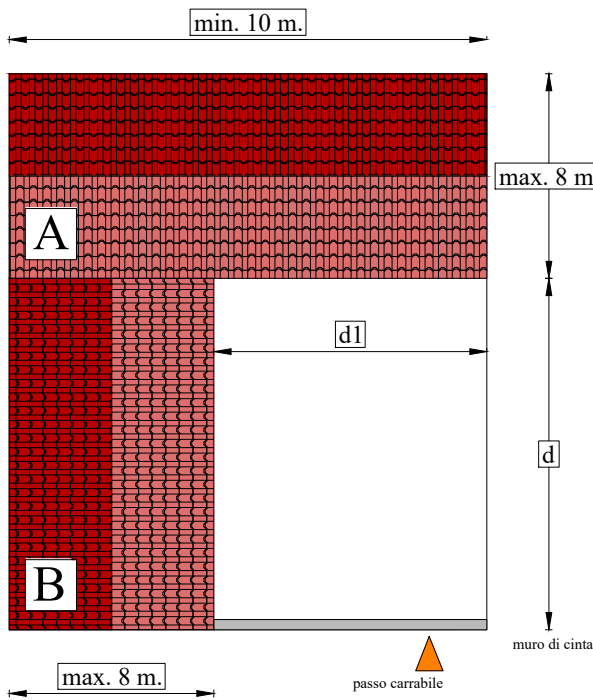 min. 10 m.
max. 8 m
A
d1
d
B
muro di cinta
passo carrabile
max. 8 m.